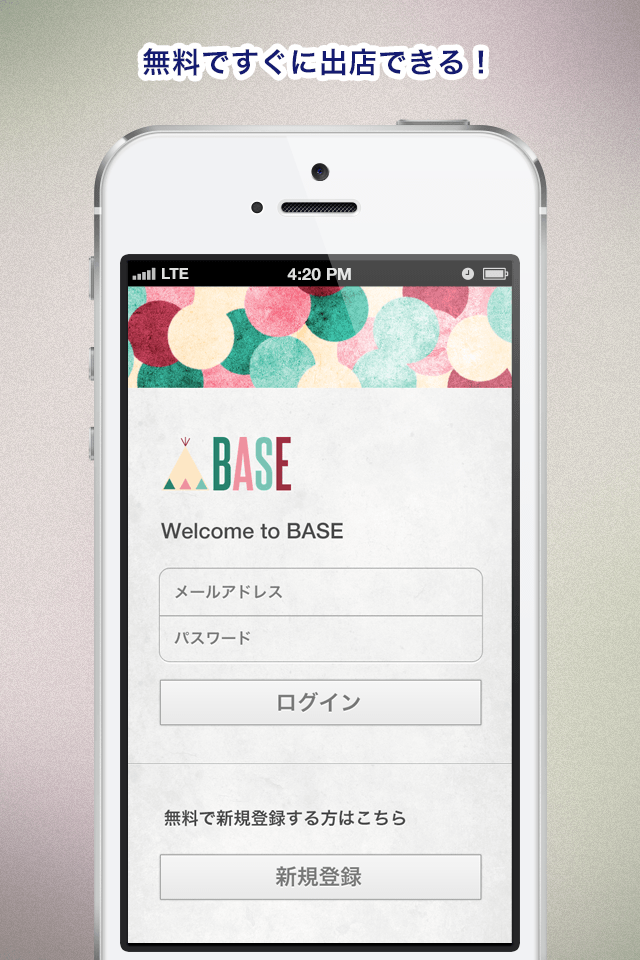 無料ですぐに出店できる！
LTE
4:20 PM
BASE
Welcome to BASE
メールアドレス
パスワード
ログイン
無料で新規登録する方はこちら
新規登録